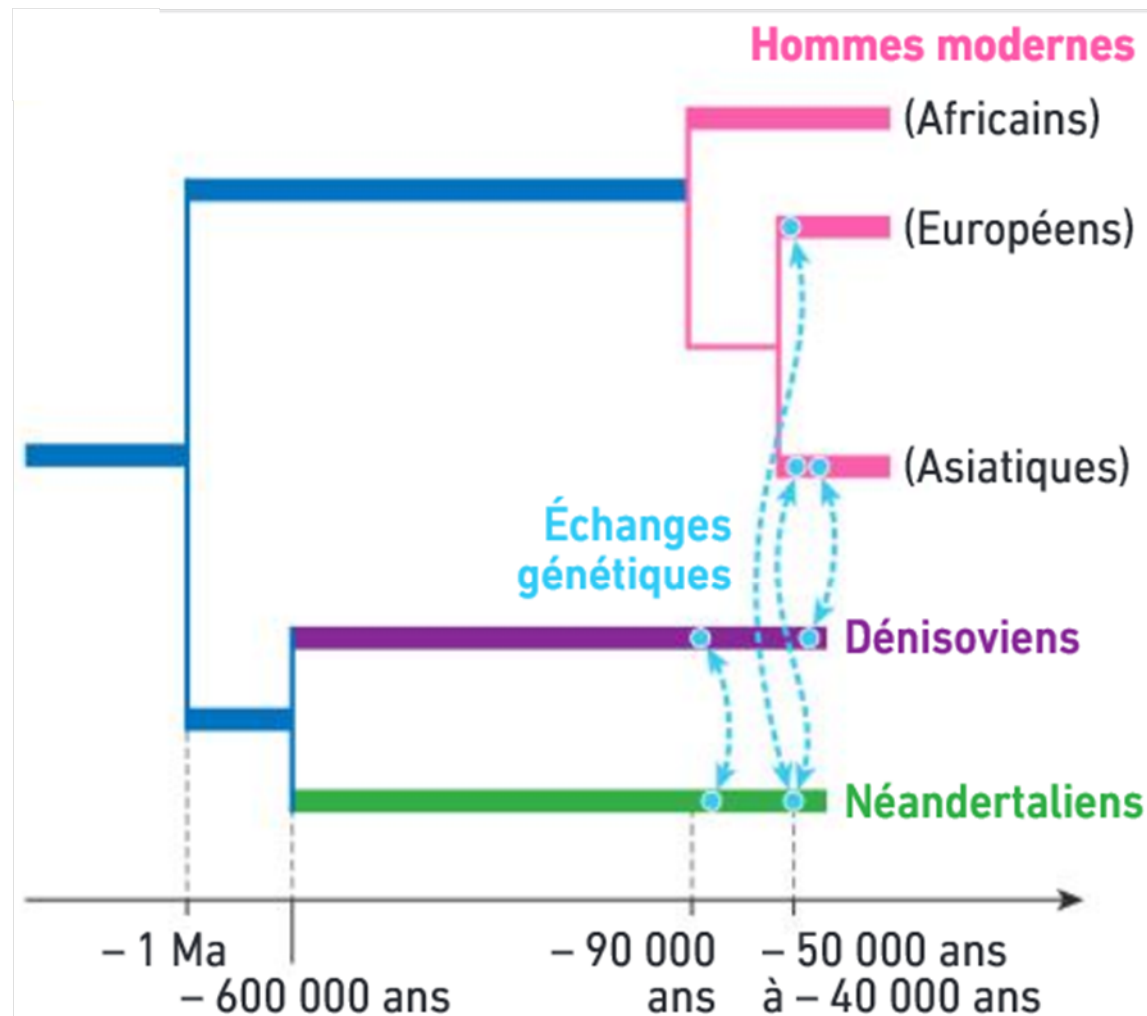 Hommes modernes
(Africains)
(Européens)
(Asiatiques)
Échanges
génétiques
Dénisoviens
Néandertaliens
– 1 Ma
– 600 000 ans
– 90 000
ans
– 50 000 ans
à – 40 000 ans